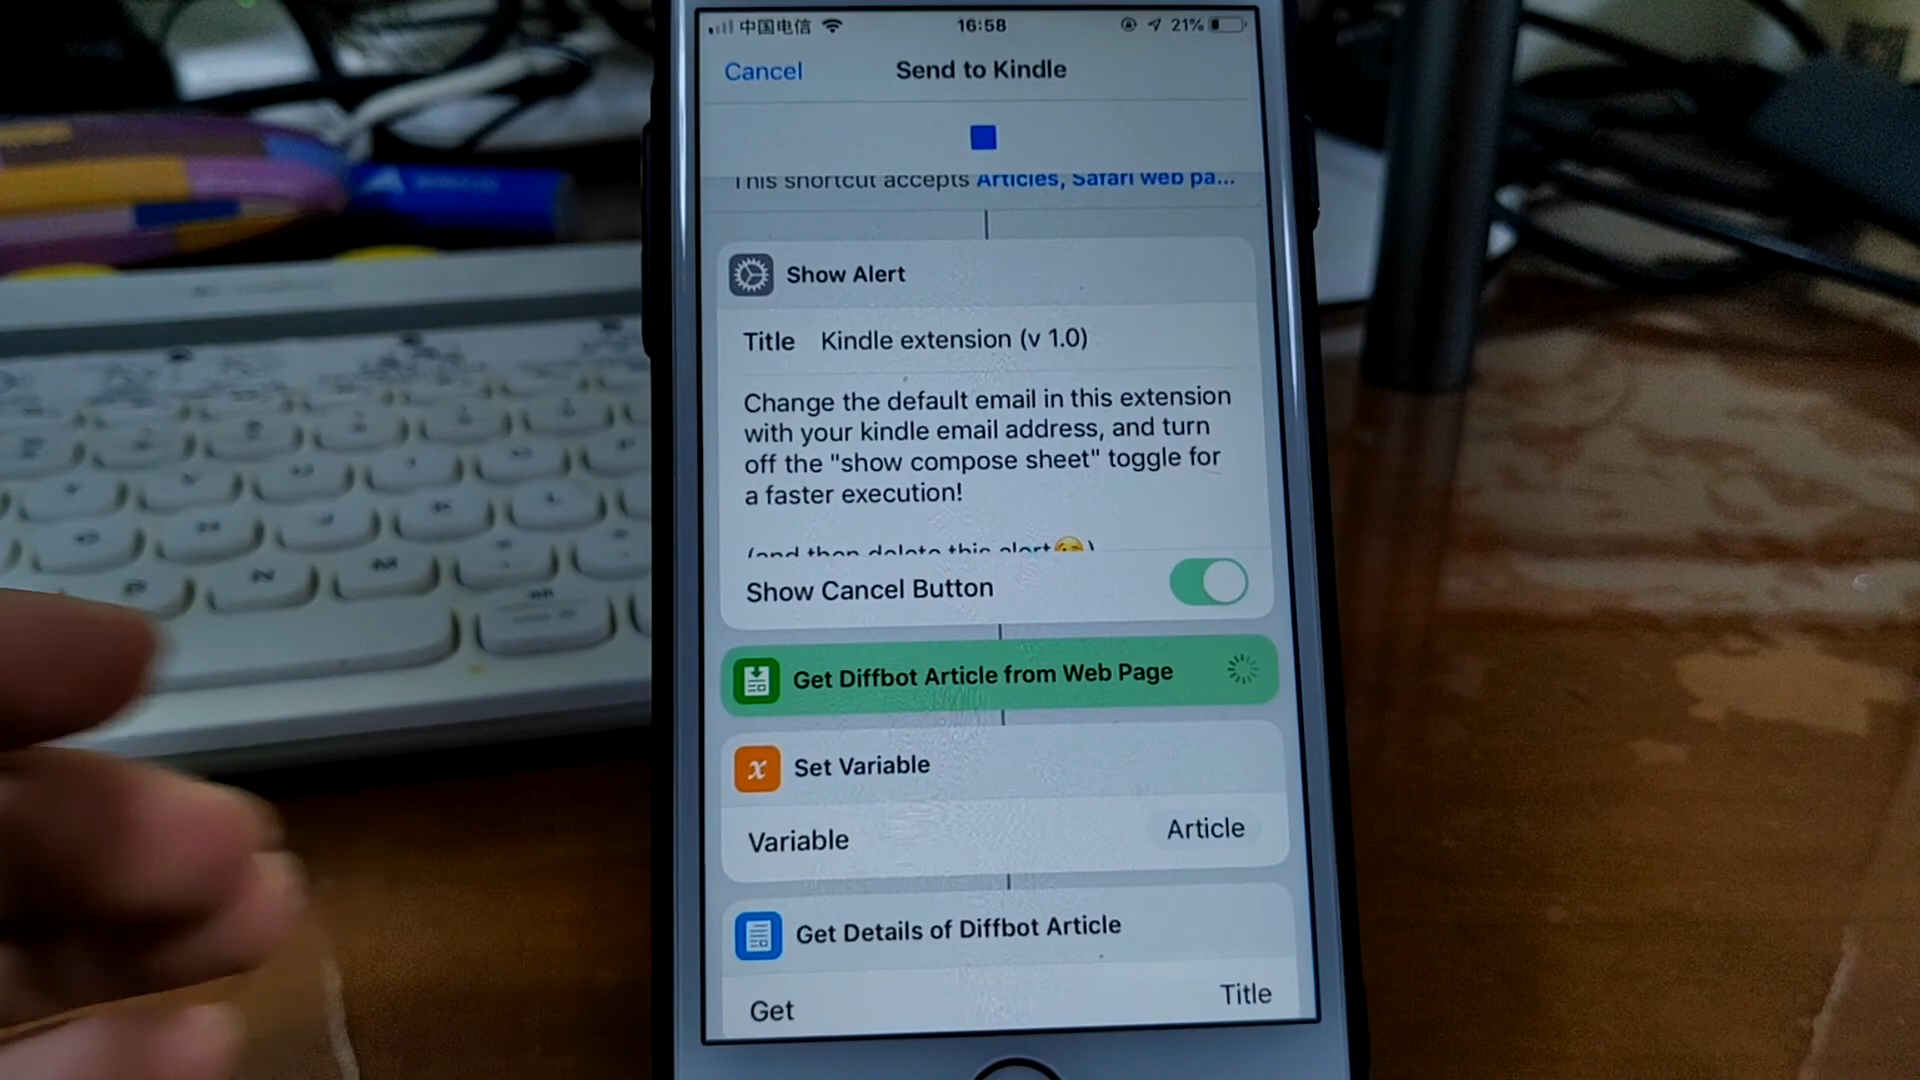 中国电信
16:58
21%
Cancel
Send to Kindle
This shortcut accepts Articles, Safari web pa...
Show Alert
Title Kindle extension (v 1.0)
Change the default email in this extension
with your kindle email address, and turn
off the "show compose sheet" toggle for
a faster execution!
(and then delete this alert😉)
Show Cancel Button
Get Diffbot Article from Web Page
x Set Variable
Variable Article
Get Details of Diffbot Article
Get Title
N
M